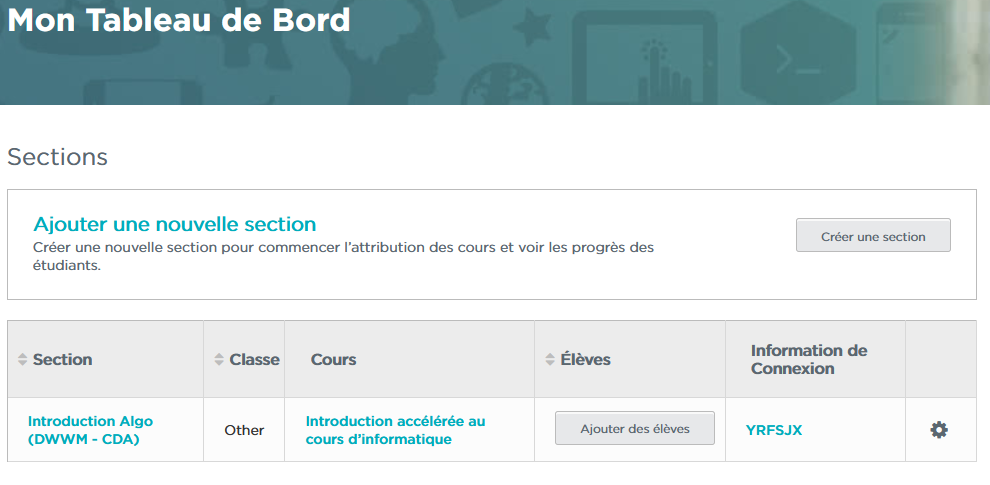 Mon Tableau de Bord
Sections
Ajouter une nouvelle section
Créer une nouvelle section pour commencer l'attribution des cours et voir les progrès des
étudiants.
Créer une section
Section
Classe
Cours
Élèves
Information de
Connexion
Introduction Algo
(DWWM - CDA)
Other
Introduction accélérée au
cours d'informatique
Ajouter des élèves
YRFSJX